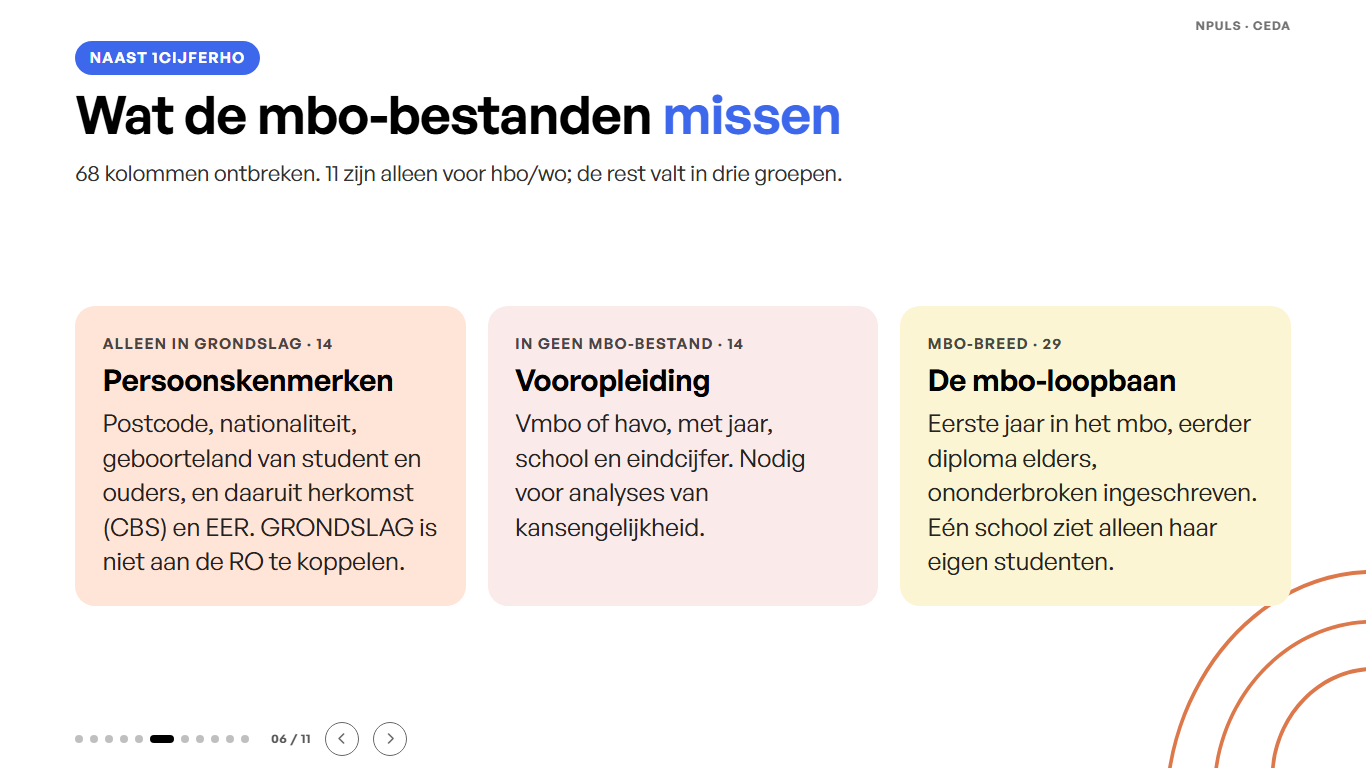 NPULS · CEDA
NAAST 1CIJFERHO
Wat de mbo-bestanden missen
68 kolommen ontbreken. 11 zijn alleen voor hbo/wo; de rest valt in drie groepen.
ALLEEN IN GRONDSLAG · 14
Persoonskenmerken
Postcode, nationaliteit,
geboorteland van student en
ouders, en daaruit herkomst
(CBS) en EER. GRONDSLAG is
niet aan de RO te koppelen.
IN GEEN MBO-BESTAND · 14
Vooropleiding
Vmbo of havo, met jaar,
school en eindcijfer. Nodig
voor analyses van
kansengelijkheid.
MBO-BREED · 29
De mbo-loopbaan
Eerste jaar in het mbo, eerder
diploma elders,
ononderbroken ingeschreven.
Eén school ziet alleen haar
eigen studenten.
06 / 11